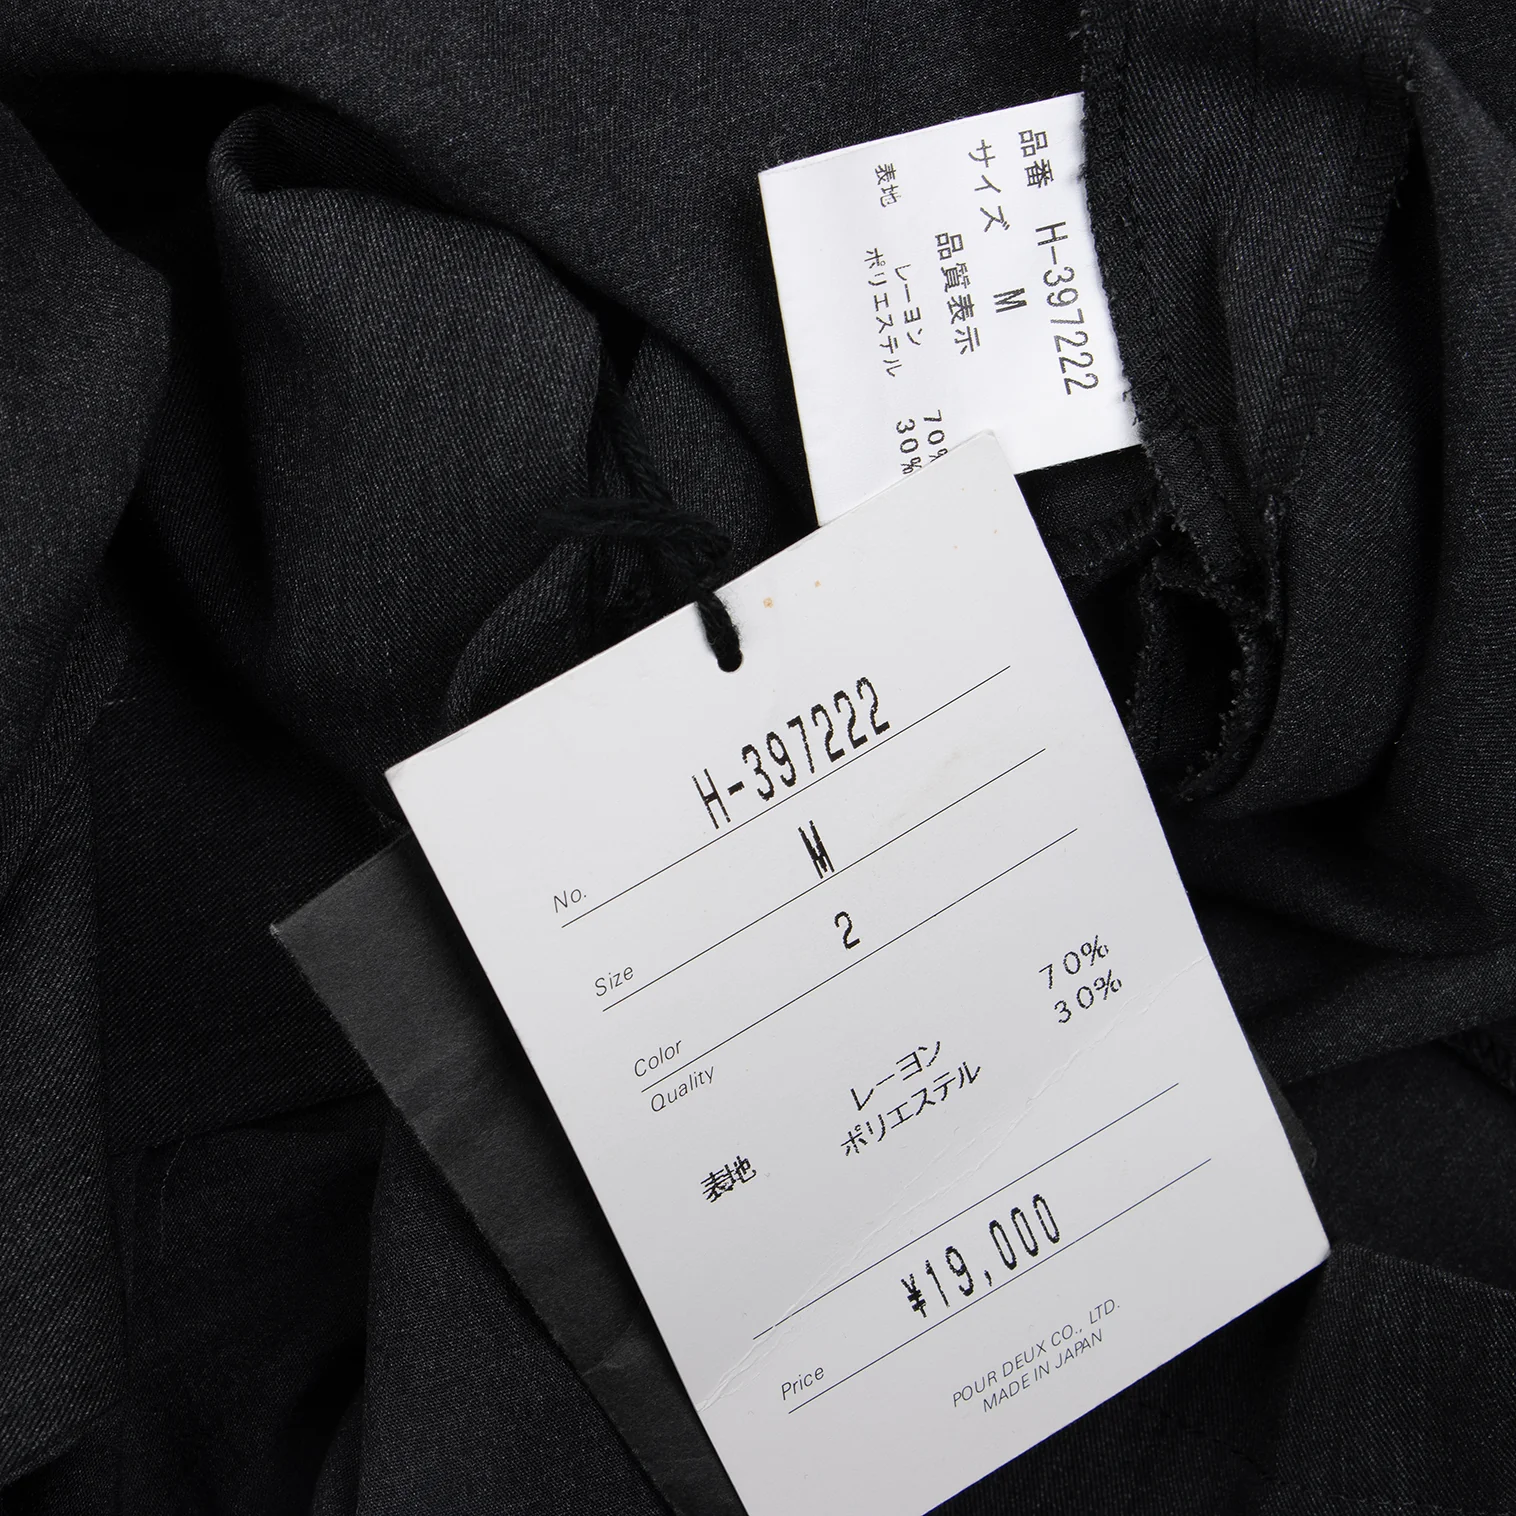 品番 H-397222
サイズ M
品質表示
表地 レーヨン 70%
ポリエステル 30%
No. H-397222
Size M
Color 2
Quality
表地 レーヨン 70%
ポリエステル 30%
Price ¥19,000
POUR DEUX CO., LTD.
MADE IN JAPAN